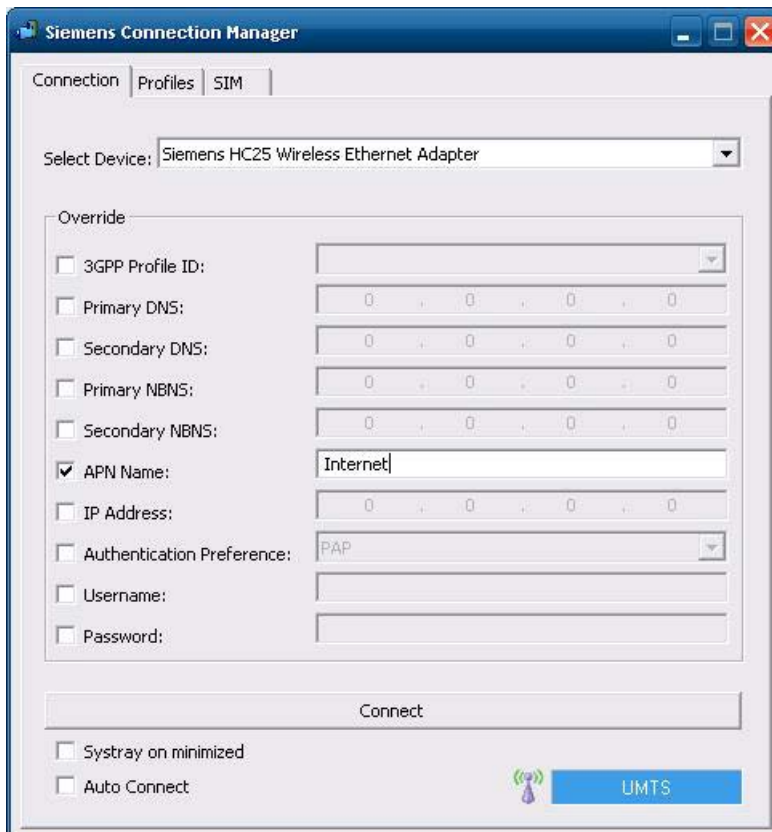 Siemens Connection Manager
Connection Profiles SIM
Select Device: Siemens HC25 Wireless Ethernet Adapter
Override
3GPP Profile ID:
Primary DNS: 0 . 0 . 0 . 0
Secondary DNS: 0 . 0 . 0 . 0
Primary NBNS: 0 . 0 . 0 . 0
Secondary NBNS: 0 . 0 . 0 . 0
APN Name: Internet
IP Address: 0 . 0 . 0 . 0
Authentication Preference: PAP
Username:
Password:
Connect
Systray on minimized
Auto Connect UMTS